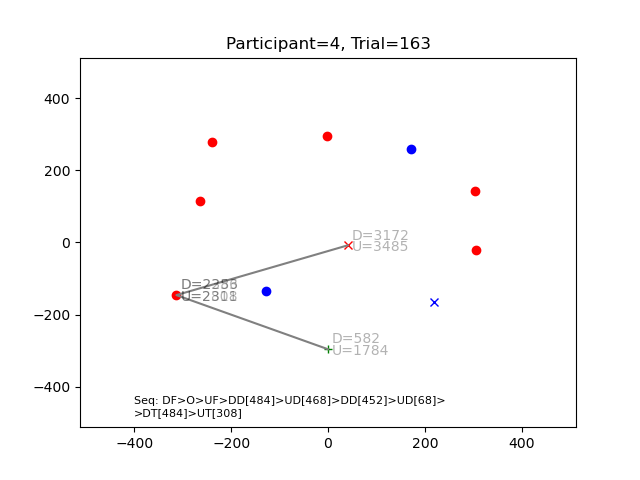 Participant=4, Trial=163
400
200
0
−200
−400
D=3172
U=3485
D=582
U=1784
Seq: DF>O>UF>DD[484]>UD[468]>DD[452]>UD[68]>
>DT[484]>UT[308]
−400 −200 0 200 400